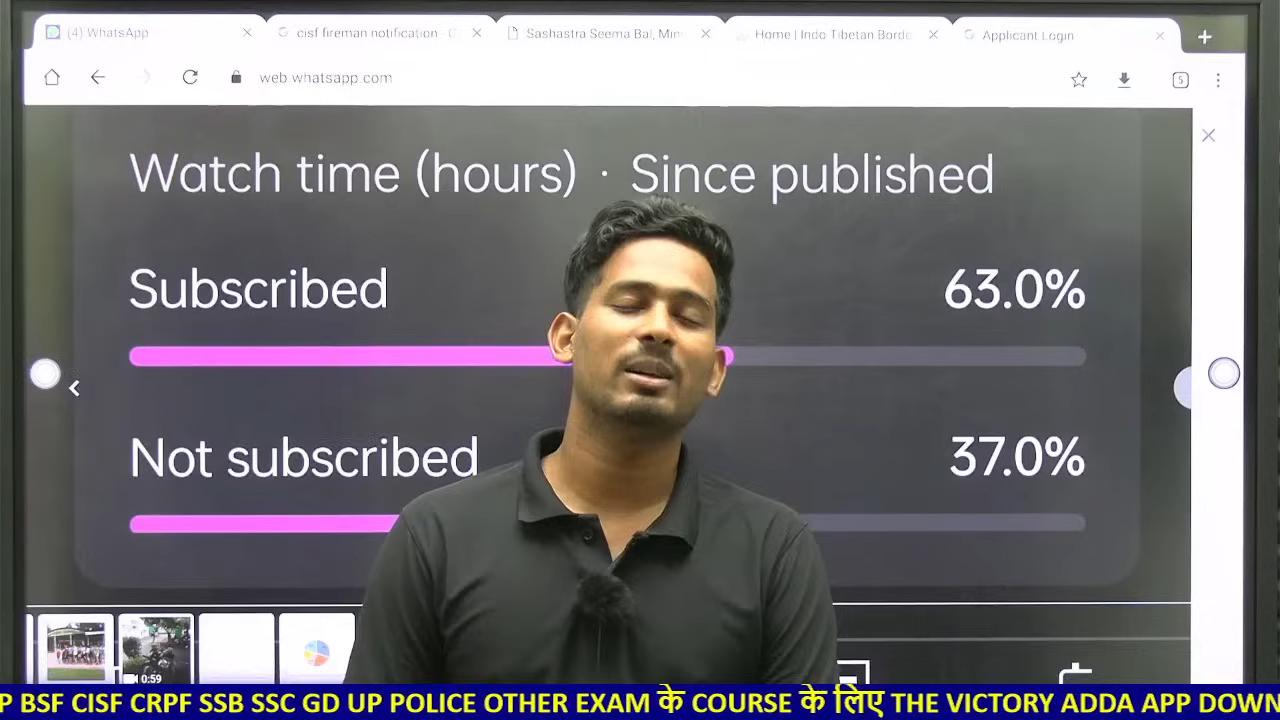 (4) WhatsApp
cisf fireman notification - G
Sashastra Seema Bal, Min
Home | Indo Tibetan Borde
Applicant Login
web.whatsapp.com
5
Watch time (hours) · Since published
Subscribed 63.0%
Not subscribed 37.0%
0:59
P BSF CISF CRPF SSB SSC GD UP POLICE OTHER EXAM के COURSE के लिए THE VICTORY ADDA APP DOWN